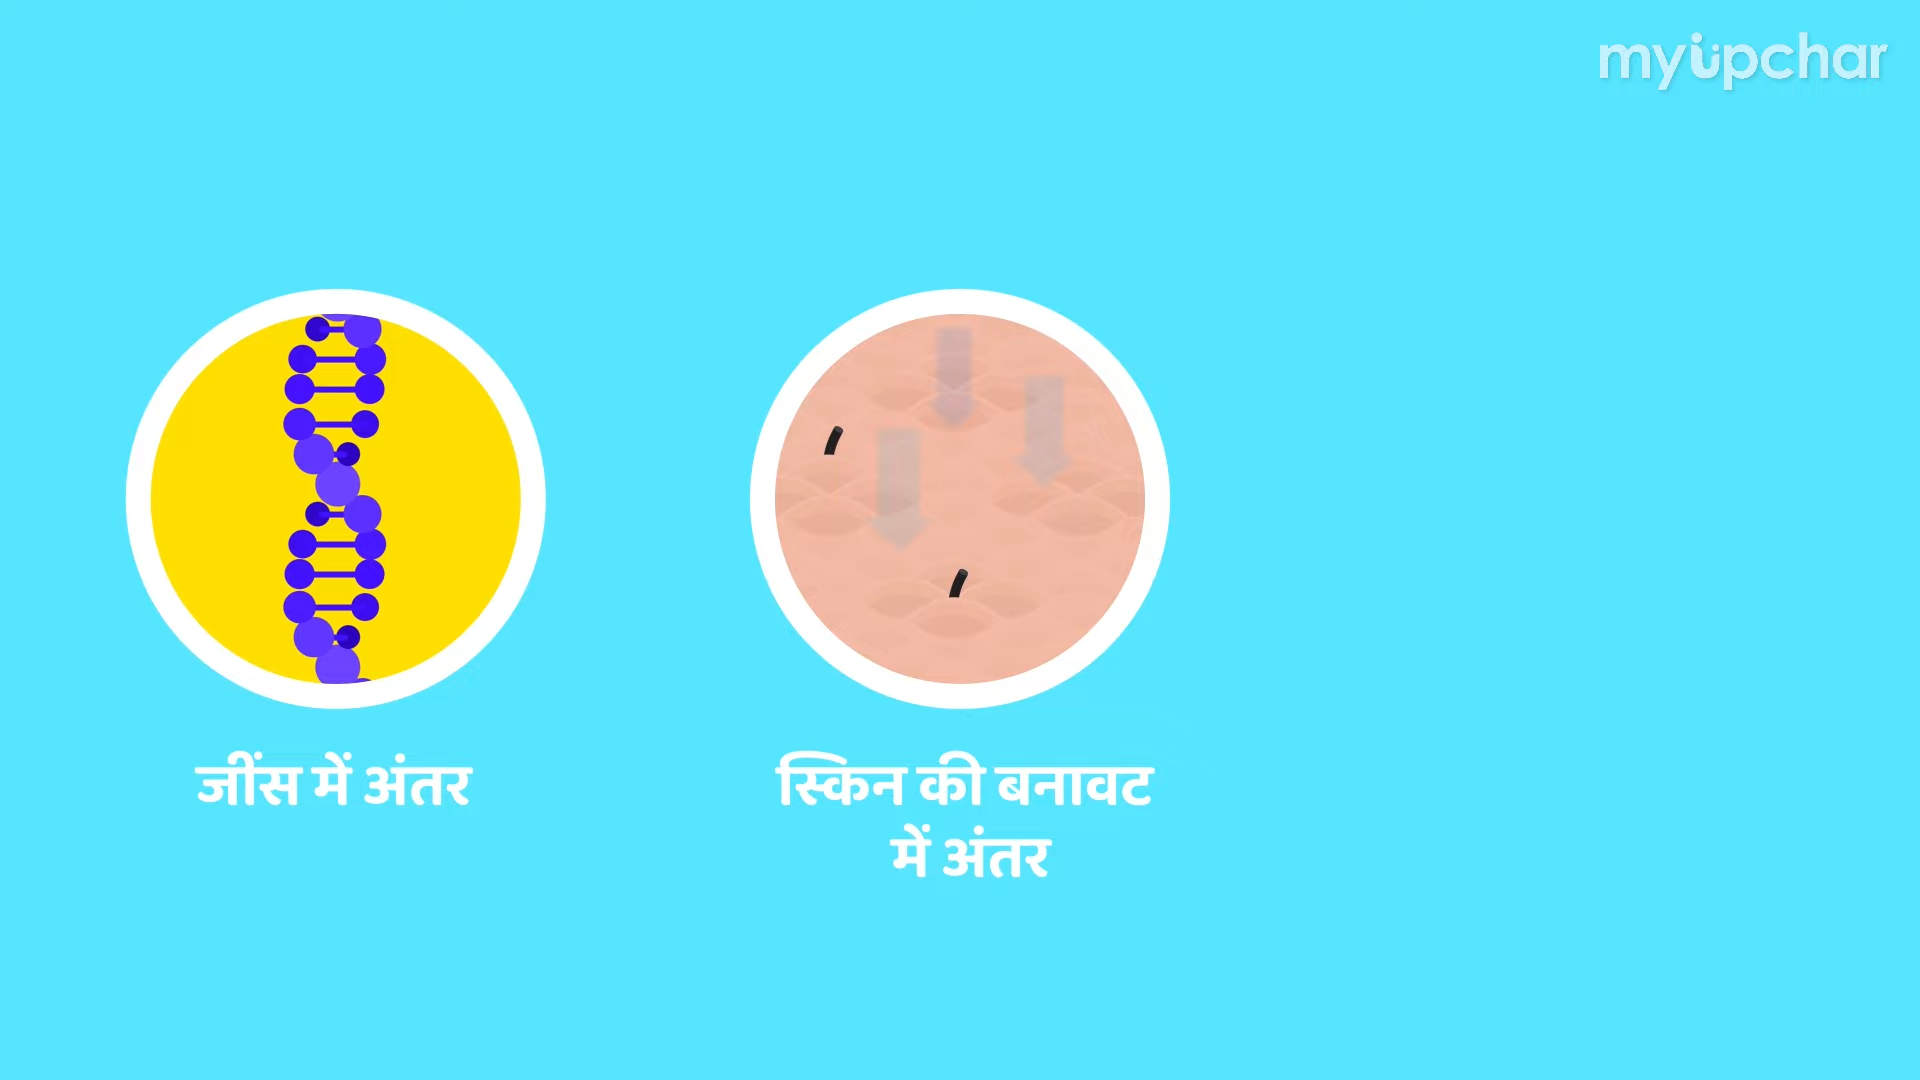 myupchar
जींस में अंतर
स्किन की बनावट
में अंतर